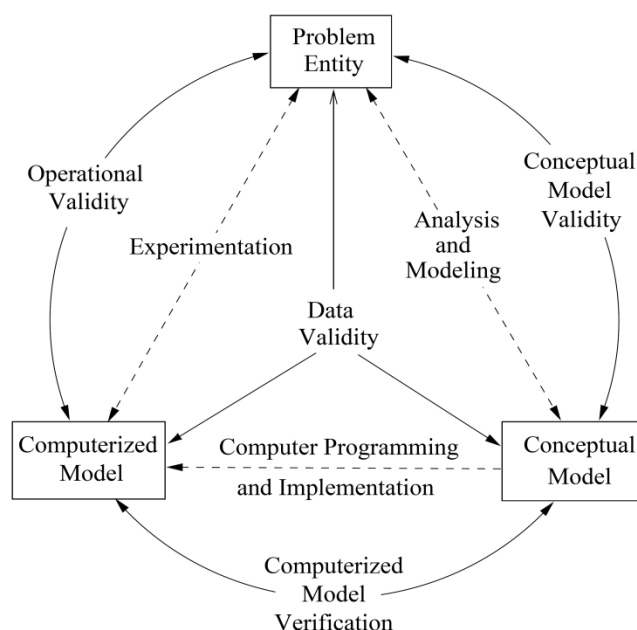 Problem
Entity
Operational
Validity
Conceptual
Model
Validity
Experimentation
Analysis
and
Modeling
Data
Validity
Computerized
Model
Computer Programming
and Implementation
Conceptual
Model
Computerized
Model
Verification